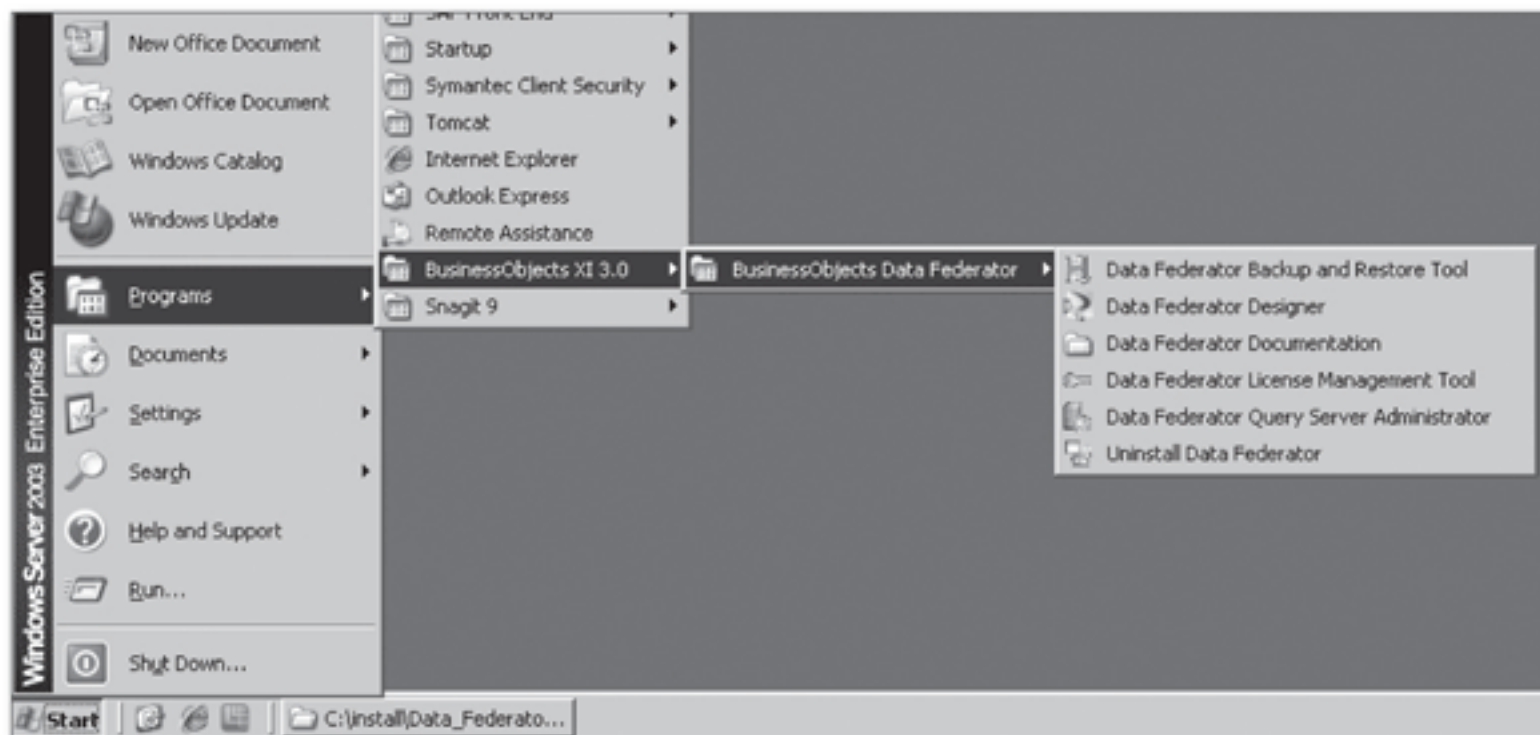 New Office Document
Open Office Document
Windows Catalog
Windows Update
Programs
Documents
Settings
Search
Help and Support
Run...
Shut Down...
Windows Server 2003 Enterprise Edition
SAP Front End
Startup
Symantec Client Security
Tomcat
Internet Explorer
Outlook Express
Remote Assistance
BusinessObjects XI 3.0
Snagit 9
BusinessObjects Data Federator
Data Federator Backup and Restore Tool
Data Federator Designer
Data Federator Documentation
Data Federator License Management Tool
Data Federator Query Server Administrator
Uninstall Data Federator
Start
C:\install\Data_Federato...